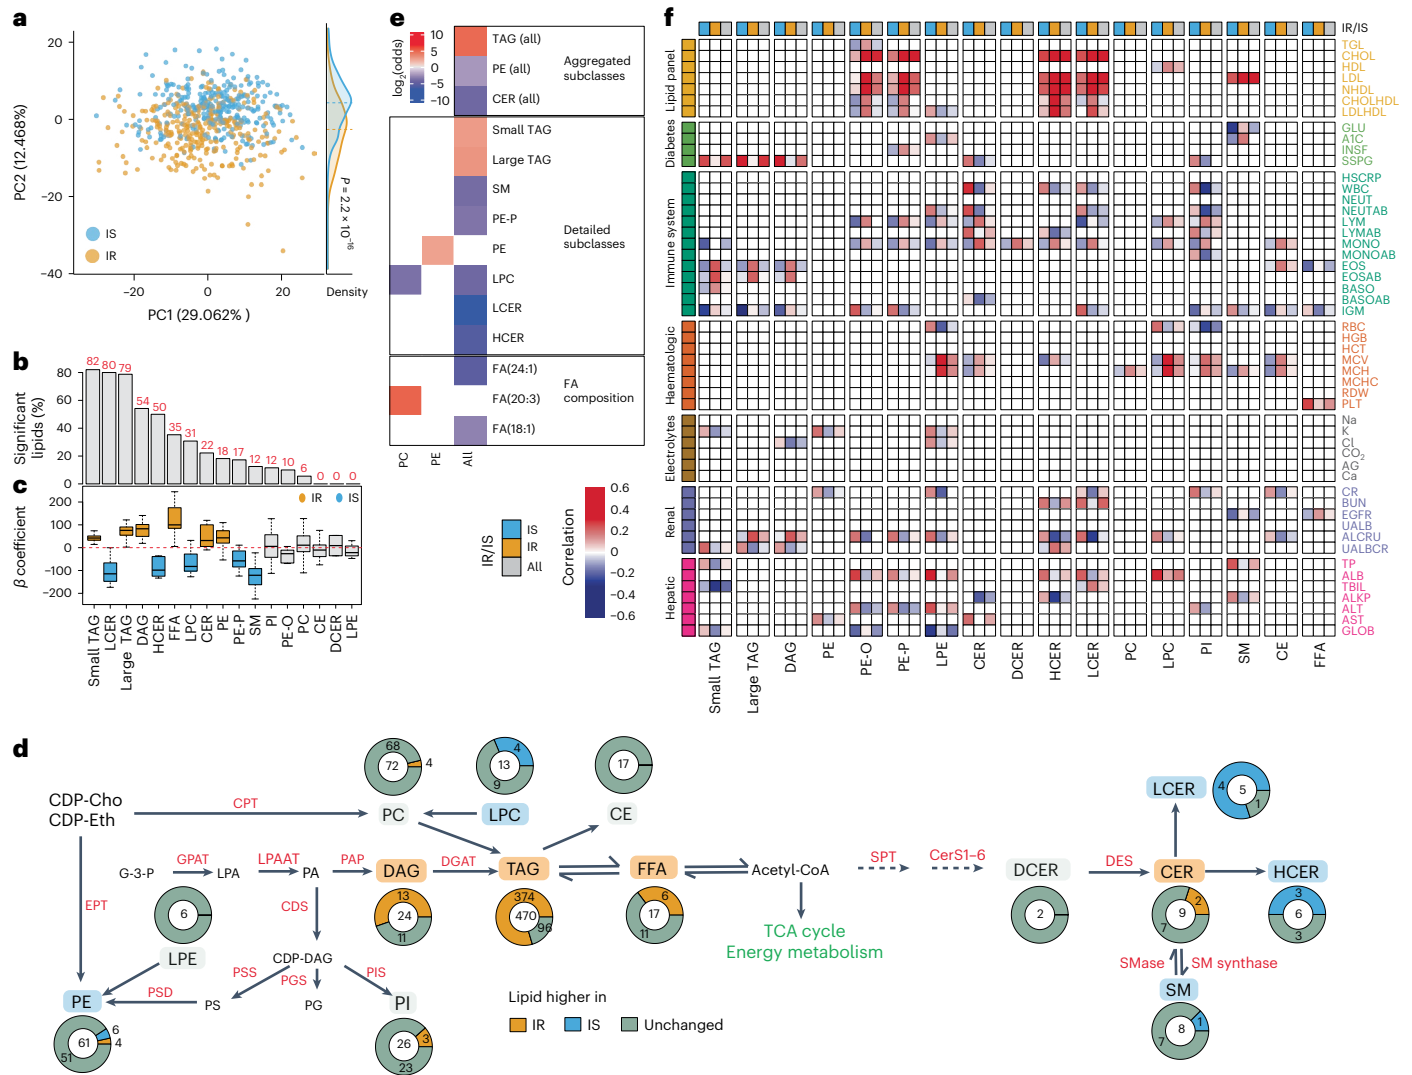 a
20
0
−20
−40
PC2 (12.468%)
−20
0
20
PC1 (29.062% )
Density
P = 2.2 × 10−16
IS
IR
b
Significant
lipids (%)
80
60
40
20
0
82
80
79
54
50
35
31
22
18
17
12
12
10
6
0
0
0
c
β coefficient
200
100
0
−100
−200
IR
IS
Small TAG
LCER
Large TAG
DAG
HCER
FFA
LPC
CER
PE
PE-P
SM
PI
PE-O
PC
CE
DCER
LPE
e
log2(odds)
10
5
0
−5
−10
TAG (all)
PE (all)
CER (all)
Aggregated
subclasses
Small TAG
Large TAG
SM
PE-P
PE
LPC
LCER
HCER
Detailed
subclasses
FA(24:1)
FA(20:3)
FA(18:1)
FA
composition
PC
PE
All
IR/IS
IS
IR
All
Correlation
0.6
0.4
0.2
0
−0.2
−0.4
−0.6
f
IR/IS
Lipid panel
TGL
CHOL
HDL
LDL
NHDL
CHOLHDL
LDLHDL
Diabetes
GLU
A1C
INSF
SSPG
Immune system
HSCRP
WBC
NEUT
NEUTAB
LYM
LYMAB
MONO
MONOAB
EOS
EOSAB
BASO
BASOAB
IGM
Haematologic
RBC
HGB
HCT
MCV
MCH
MCHC
RDW
PLT
Electrolytes
Na
K
Cl
CO2
AG
Ca
Renal
CR
BUN
EGFR
UALB
ALCRU
UALBCR
Hepatic
TP
ALB
TBIL
ALKP
ALT
AST
GLOB
Small TAG
Large TAG
DAG
PE
PE-O
PE-P
LPE
CER
DCER
HCER
LCER
PC
LPC
PI
SM
CE
FFA
d
CDP-Cho
CDP-Eth
CPT
68
72
4
PC
4
13
9
LPC
17
CE
G-3-P
GPAT
LPA
LPAAT
PA
PAP
DAG
DGAT
TAG
FFA
Acetyl-CoA
SPT
CerS1–6
DCER
DES
CER
LCER
4
5
1
HCER
EPT
6
LPE
CDS
13
24
11
374
470
96
6
17
11
TCA cycle
Energy metabolism
2
2
9
7
3
6
3
CDP-DAG
PSS
PGS
PIS
SMase
SM synthase
PE
PSD
PS
PG
PI
SM
6
61
4
51
3
26
23
1
8
7
Lipid higher in
IR
IS
Unchanged